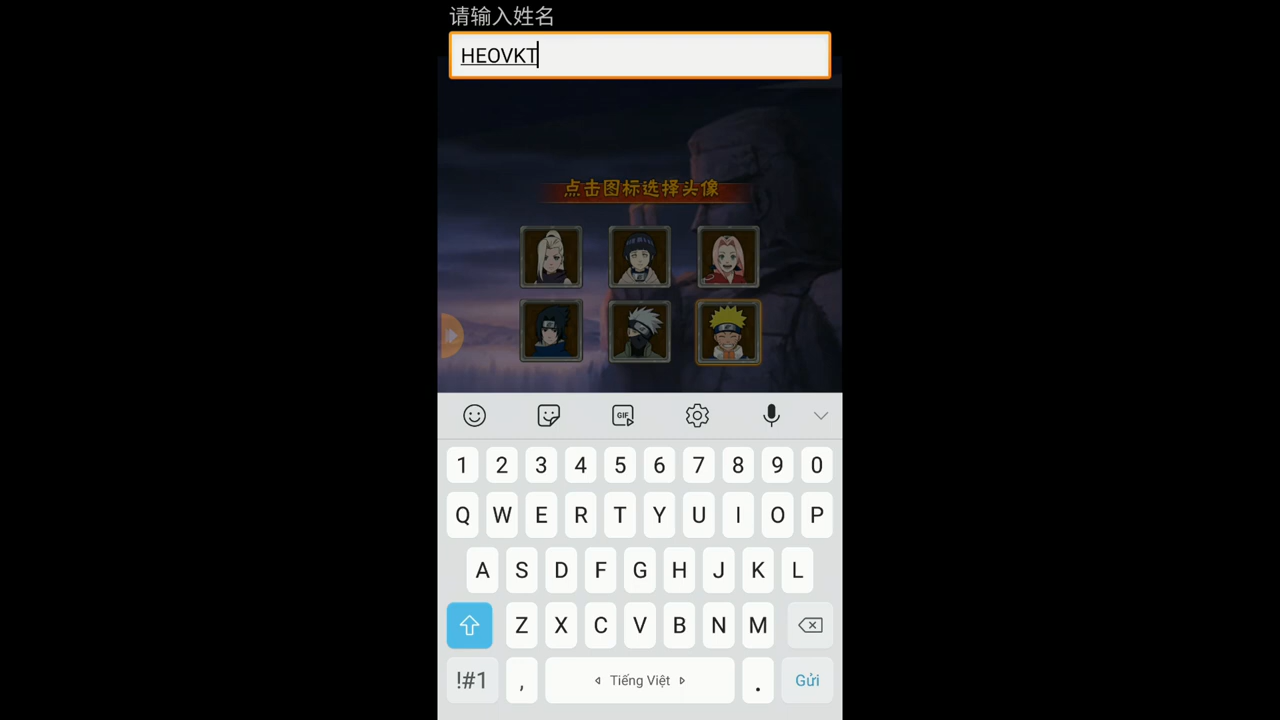 请输入姓名
HEOVKT
点击图标选择头像
GIF
1 2 3 4 5 6 7 8 9 0
Q W E R T Y U I O P
A S D F G H J K L
Z X C V B N M
!#1 , Tiếng Việt . Gửi